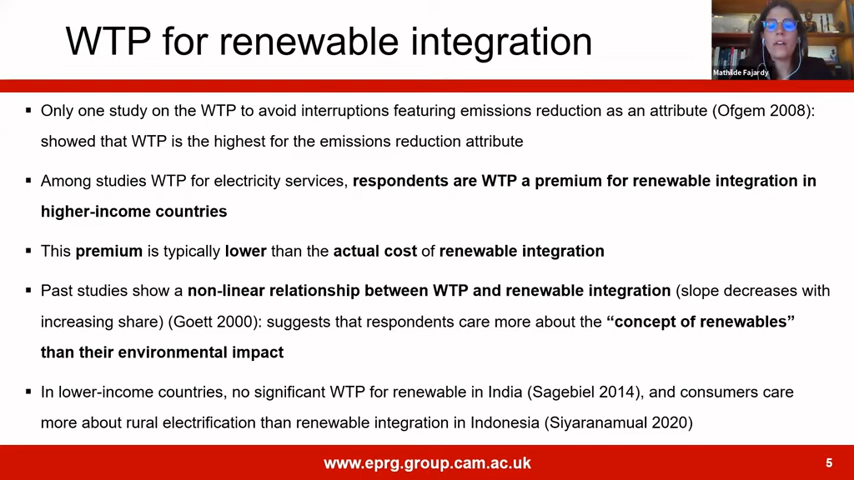 WTP for renewable integration
Mathilde Fajardy
▪ Only one study on the WTP to avoid interruptions featuring emissions reduction as an attribute (Ofgem 2008):
showed that WTP is the highest for the emissions reduction attribute
▪ Among studies WTP for electricity services, respondents are WTP a premium for renewable integration in
higher-income countries
▪ This premium is typically lower than the actual cost of renewable integration
▪ Past studies show a non-linear relationship between WTP and renewable integration (slope decreases with
increasing share) (Goett 2000): suggests that respondents care more about the “concept of renewables”
than their environmental impact
▪ In lower-income countries, no significant WTP for renewable in India (Sagebiel 2014), and consumers care
more about rural electrification than renewable integration in Indonesia (Siyaranamual 2020)
www.eprg.group.cam.ac.uk
5